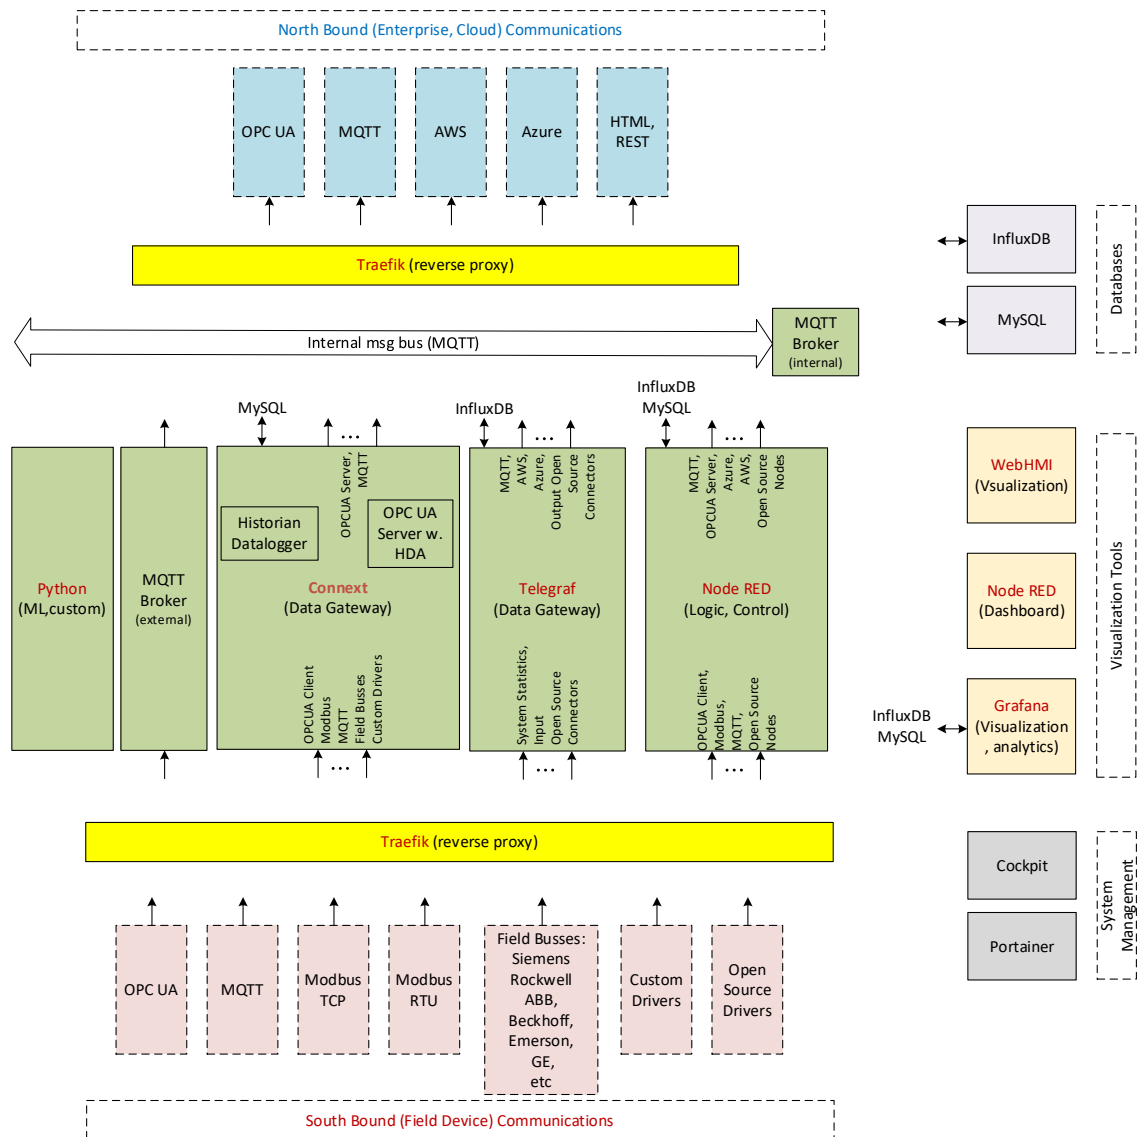 North Bound (Enterprise, Cloud) Communications
OPC UA
MQTT
AWS
Azure
HTML,
REST
Traefik (reverse proxy)
InfluxDB
MySQL
Databases
Internal msg bus (MQTT)
MQTT
Broker
(internal)
MySQL
InfluxDB
InfluxDB
MySQL
...
...
...
Python
(ML,custom)
MQTT
Broker
(external)
OPCUA Server,
MQTT
Historian
Datalogger
OPC UA
Server w.
HDA
Connext
(Data Gateway)
OPCUA Client
Modbus
MQTT
Field Busses
Custom Drivers
MQTT,
AWS,
Azure,
Output Open
Source
Connectors
Telegraf
(Data Gateway)
System Statistics,
Input
Open Source
Connectors
MQTT,
OPCUA Server,
Azure,
AWS,
Open Source
Nodes
Node RED
(Logic, Control)
OPCUA Client,
Modbus,
MQTT,
Open Source
Nodes
...
...
...
WebHMI
(Vsualization)
Node RED
(Dashboard)
InfluxDB
MySQL
Grafana
(Visualization
, analytics)
Visualization Tools
Traefik (reverse proxy)
Cockpit
Portainer
System
Management
OPC UA
MQTT
Modbus
TCP
Modbus
RTU
Field Busses:
Siemens
Rockwell
ABB,
Beckhoff,
Emerson,
GE,
etc
Custom
Drivers
Open
Source
Drivers
South Bound (Field Device) Communications